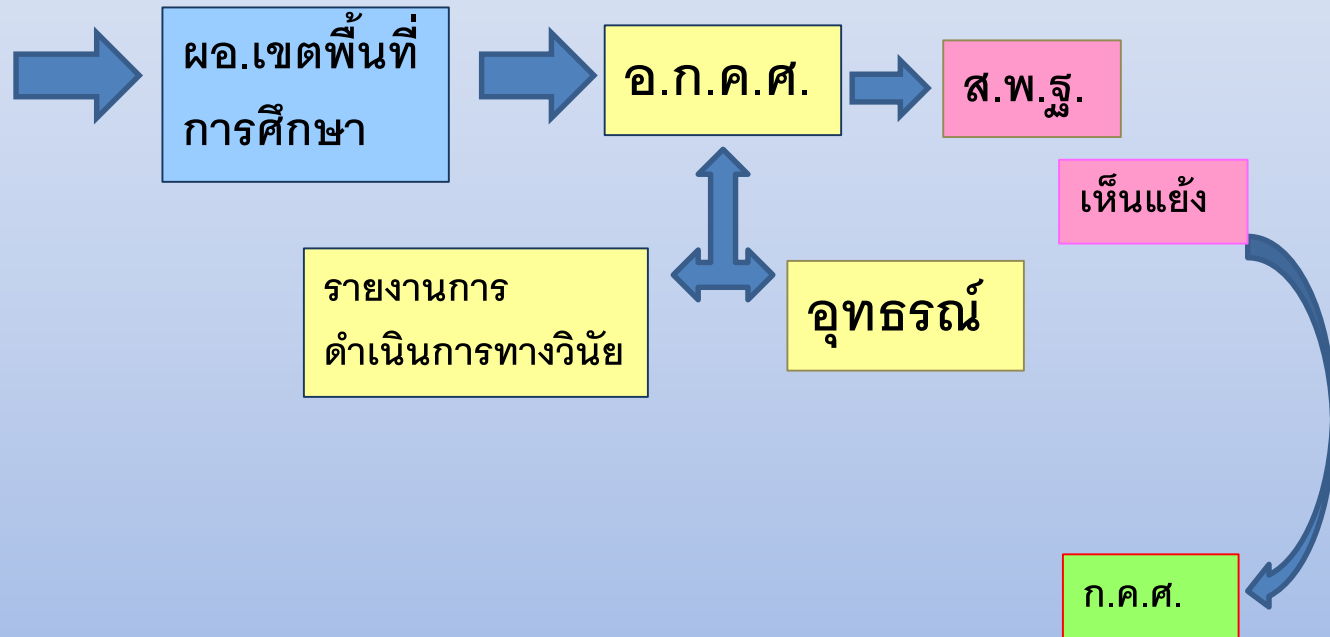 ผอ.เขตพื้นที่
การศึกษา
อ.ก.ค.ศ.
ส.พ.ฐ.
เห็นแย้ง
รายงานการ
ดำเนินการทางวินัย
อุทธรณ์
ก.ค.ศ.